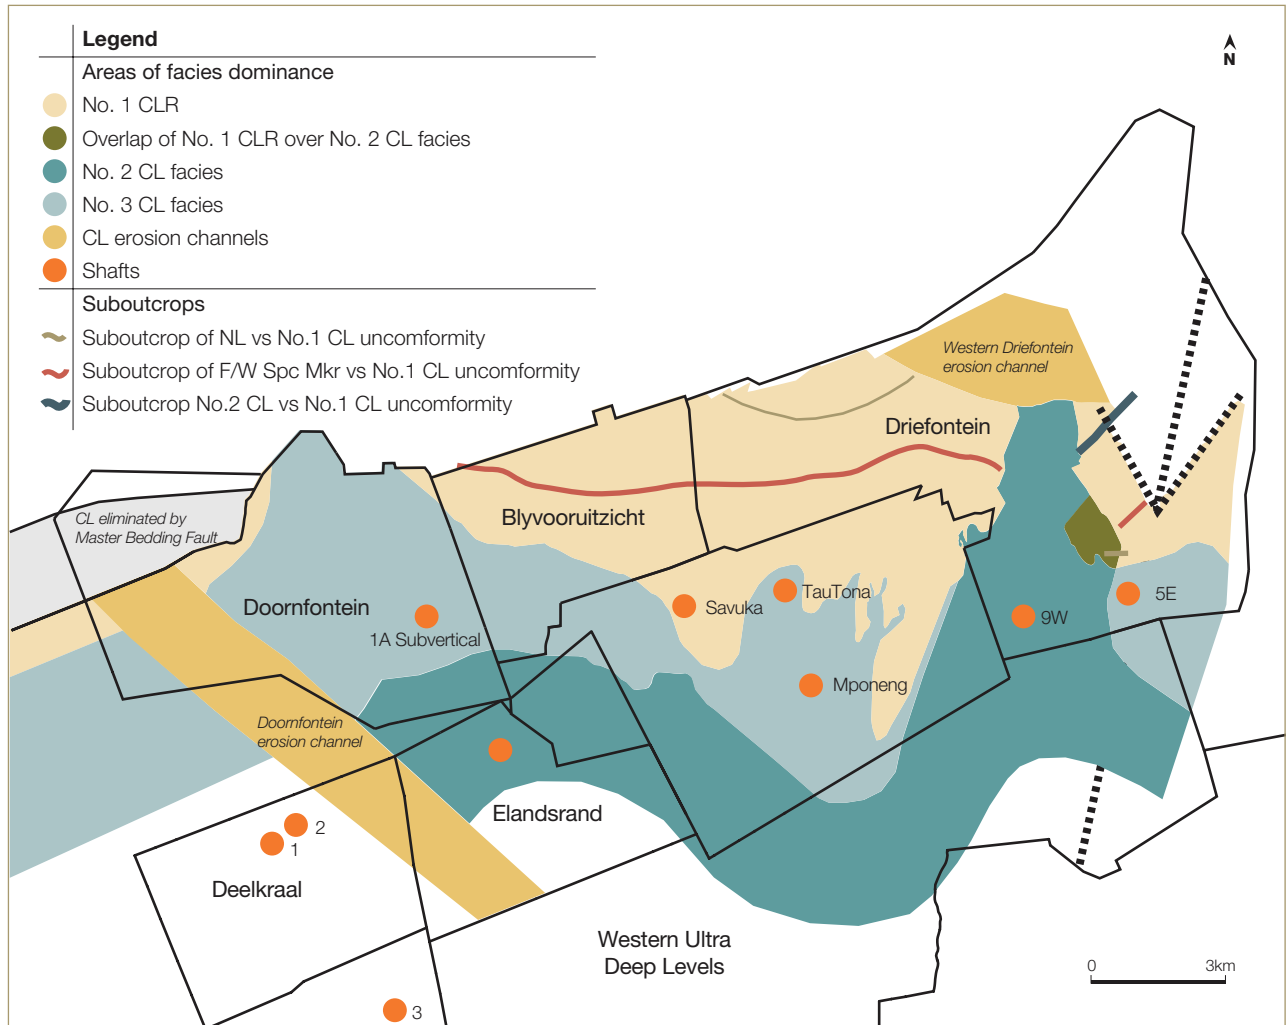 Legend
Areas of facies dominance
No. 1 CLR
Overlap of No. 1 CLR over No. 2 CL facies
No. 2 CL facies
No. 3 CL facies
CL erosion channels
Shafts
Suboutcrops
Suboutcrop of NL vs No.1 CL uncomformity
Suboutcrop of F/W Spc Mkr vs No.1 CL uncomformity
Suboutcrop No.2 CL vs No.1 CL uncomformity
N
Western Driefontein
erosion channel
Driefontein
Blyvooruitzicht
CL eliminated by
Master Bedding Fault
Doornfontein
1A Subvertical
Savuka
TauTona
Mponeng
9W
5E
Doornfontein
erosion channel
Elandsrand
2
1
Deelkraal
Western Ultra
Deep Levels
3
0
3km